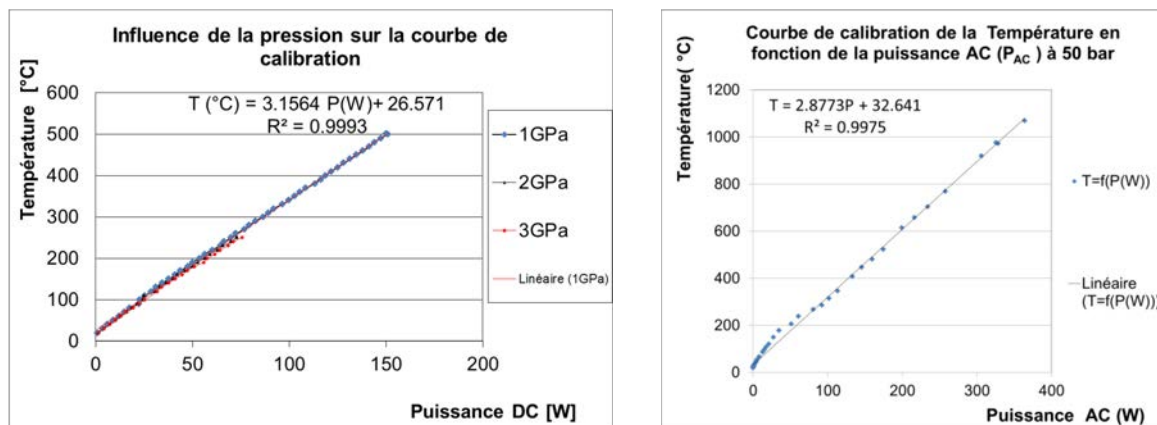 Influence de la pression sur la courbe de
calibration
Température [°C]
600
500
400
300
200
100
0
T (°C) = 3.1564 P(W)+ 26.571
R² = 0.9993
1GPa
2GPa
3GPa
Linéaire (1GPa)
0 50 100 150 200
Puissance DC [W]
Courbe de calibration de la Température en
fonction de la puissance AC (P_AC ) à 50 bar
Température( °C)
1200
1000
800
600
400
200
0
T = 2.8773P + 32.641
R² = 0.9975
T=f(P(W))
Linéaire
(T=f(P(W)))
0 100 200 300 400
Puissance AC (W)